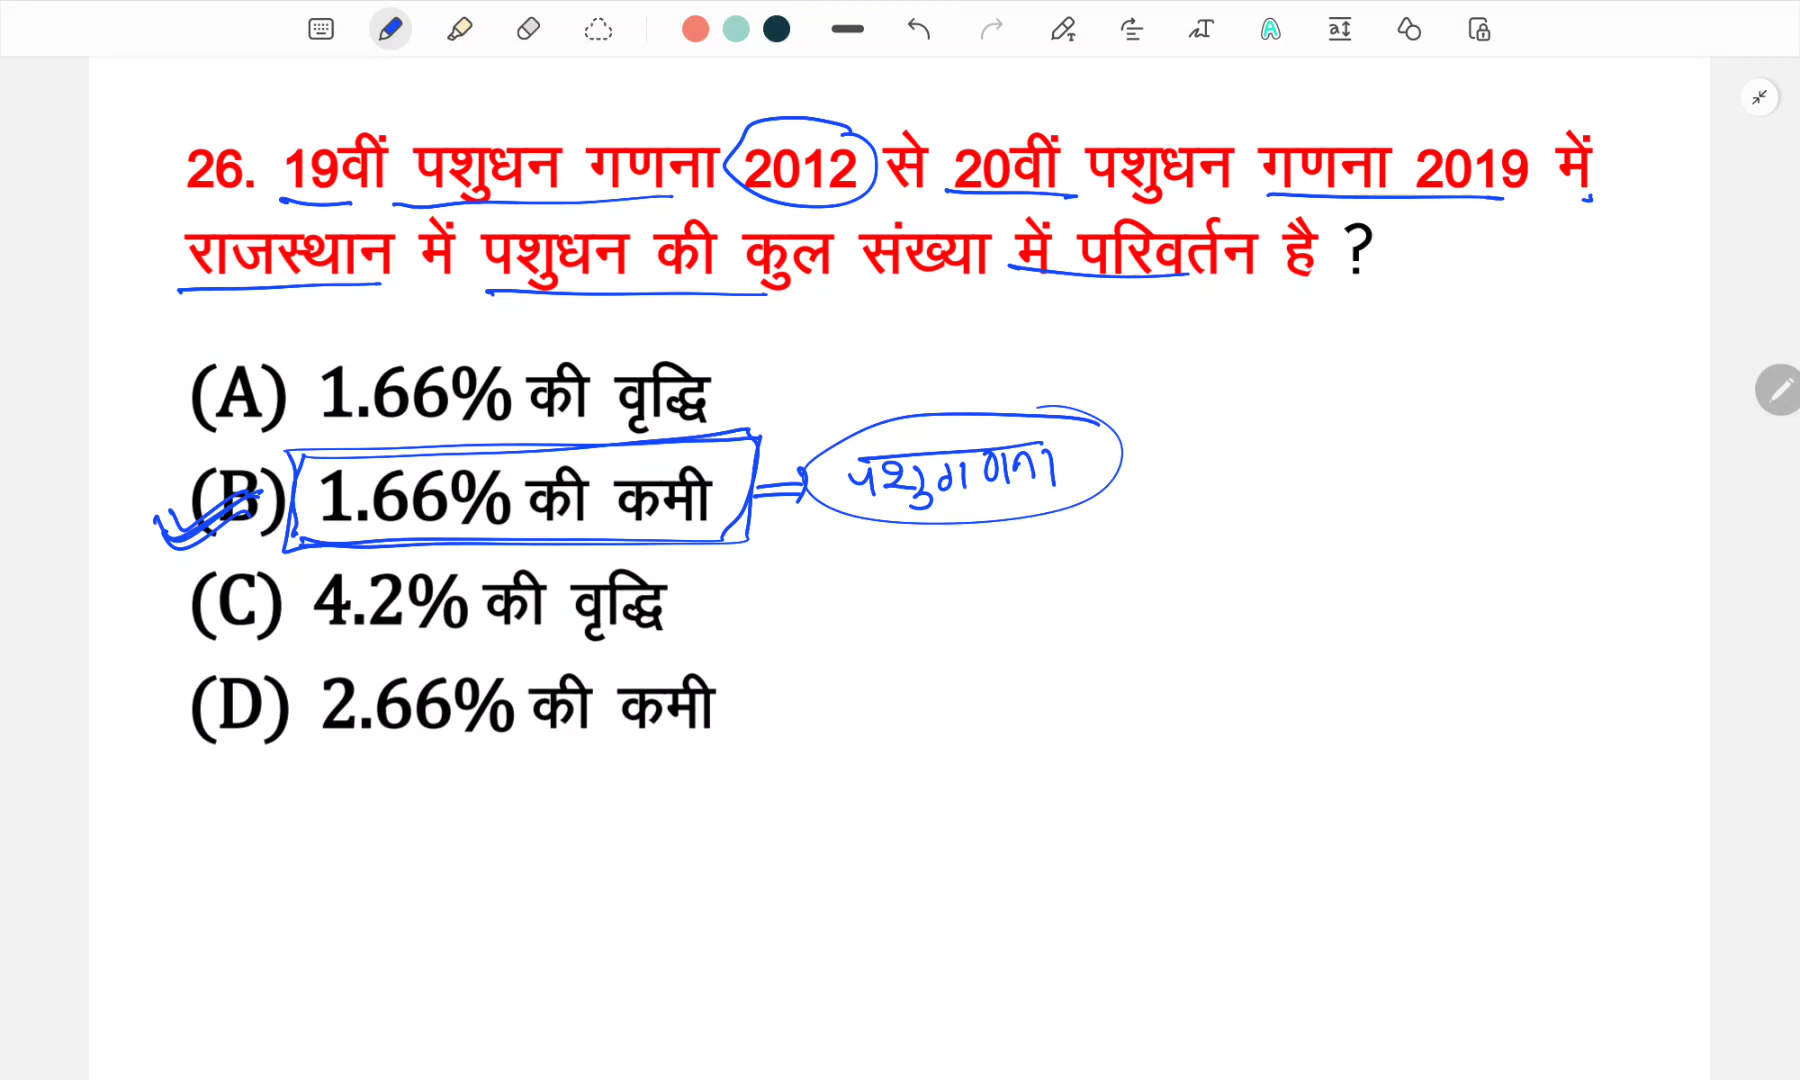 26. 19वीं पशुधन गणना 2012 से 20वीं पशुधन गणना 2019 में
राजस्थान में पशुधन की कुल संख्या में परिवर्तन है ?
(A) 1.66% की वृद्धि
(B) 1.66% की कमी
पशुगणना
(C) 4.2% की वृद्धि
(D) 2.66% की कमी